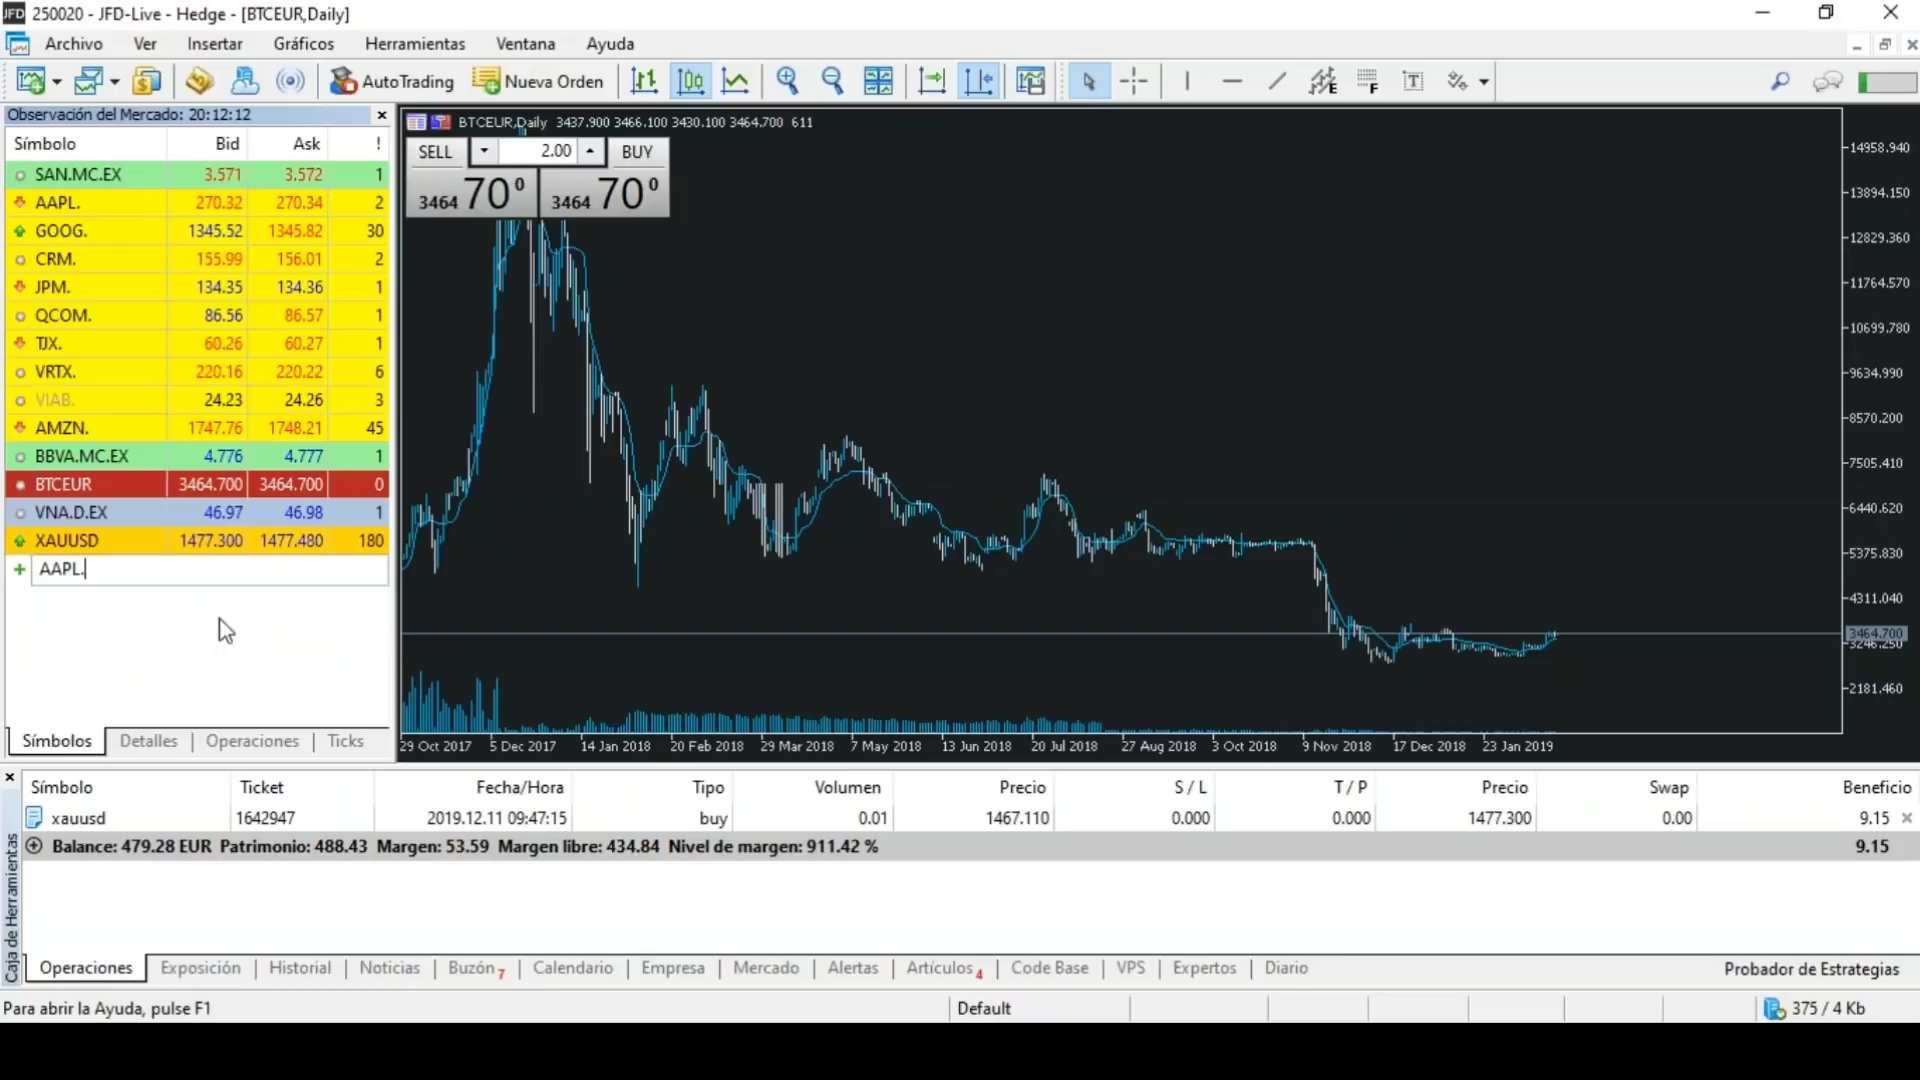 JFD 250020 - JFD-Live - Hedge - [BTCEUR,Daily]
Archivo Ver Insertar Gráficos Herramientas Ventana Ayuda
AutoTrading Nueva Orden E F T
Observación del Mercado: 20:12:12
Símbolo Bid Ask !
SAN.MC.EX 3.571 3.572 1
AAPL. 270.32 270.34 2
GOOG. 1345.52 1345.82 30
CRM. 155.99 156.01 2
JPM. 134.35 134.36 1
QCOM. 86.56 86.57 1
TJX. 60.26 60.27 1
VRTX. 220.16 220.22 6
VIAB. 24.23 24.26 3
AMZN. 1747.76 1748.21 45
BBVA.MC.EX 4.776 4.777 1
BTCEUR 3464.700 3464.700 0
VNA.D.EX 46.97 46.98 1
XAUUSD 1477.300 1477.480 180
AAPL.
Símbolos Detalles Operaciones Ticks
BTCEUR,Daily 3437.900 3466.100 3430.100 3464.700 611
SELL 2.00 BUY
3464 70 0 3464 70 0
14958.940
13894.150
12829.360
11764.570
10699.780
9634.990
8570.200
7505.410
6440.620
5375.830
4311.040
3464.700
3246.250
2181.460
29 Oct 2017 5 Dec 2017 14 Jan 2018 20 Feb 2018 29 Mar 2018 7 May 2018 13 Jun 2018 20 Jul 2018 27 Aug 2018 3 Oct 2018 9 Nov 2018 17 Dec 2018 23 Jan 2019
Símbolo Ticket Fecha/Hora Tipo Volumen Precio S / L T / P Precio Swap Beneficio
xauusd 1642947 2019.12.11 09:47:15 buy 0.01 1467.110 0.000 0.000 1477.300 0.00 9.15
Balance: 479.28 EUR Patrimonio: 488.43 Margen: 53.59 Margen libre: 434.84 Nivel de margen: 911.42 % 9.15
Caja de Herramientas
Operaciones Exposición Historial Noticias Buzón 7 Calendario Empresa Mercado Alertas Artículos 4 Code Base VPS Expertos Diario Probador de Estrategias
Para abrir la Ayuda, pulse F1 Default 375 / 4 Kb